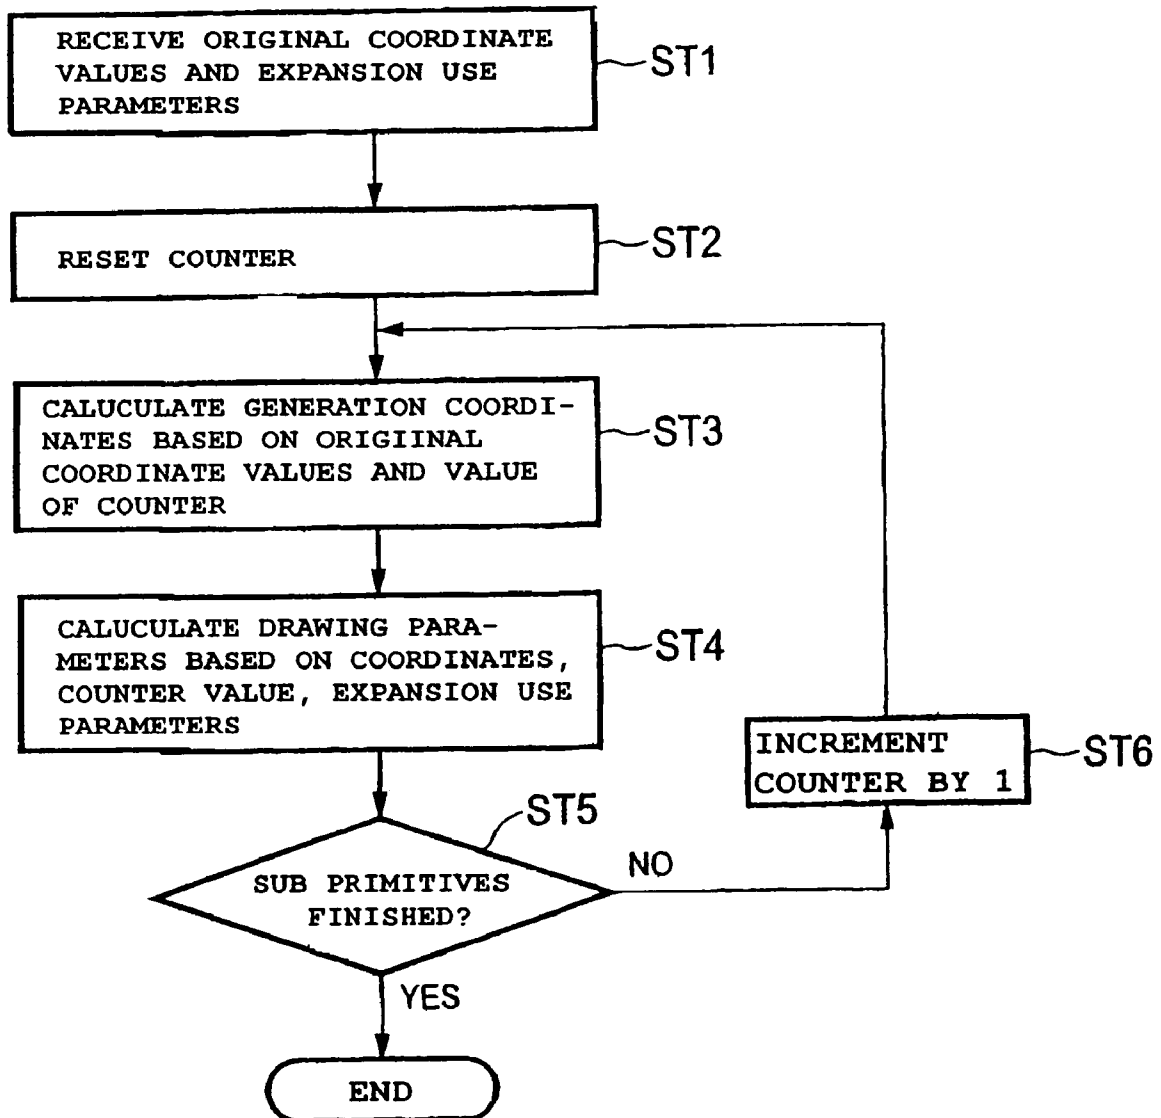 RECEIVE ORIGINAL COORDINATE
VALUES AND EXPANSION USE
PARAMETERS
ST1
RESET COUNTER
ST2
CALUCULATE GENERATION COORDI-
NATES BASED ON ORIGIINAL
COORDINATE VALUES AND VALUE
OF COUNTER
ST3
CALUCULATE DRAWING PARA-
METERS BASED ON COORDINATES,
COUNTER VALUE, EXPANSION USE
PARAMETERS
ST4
INCREMENT
COUNTER BY 1
ST6
ST5
SUB PRIMITIVES
FINISHED?
NO
YES
END